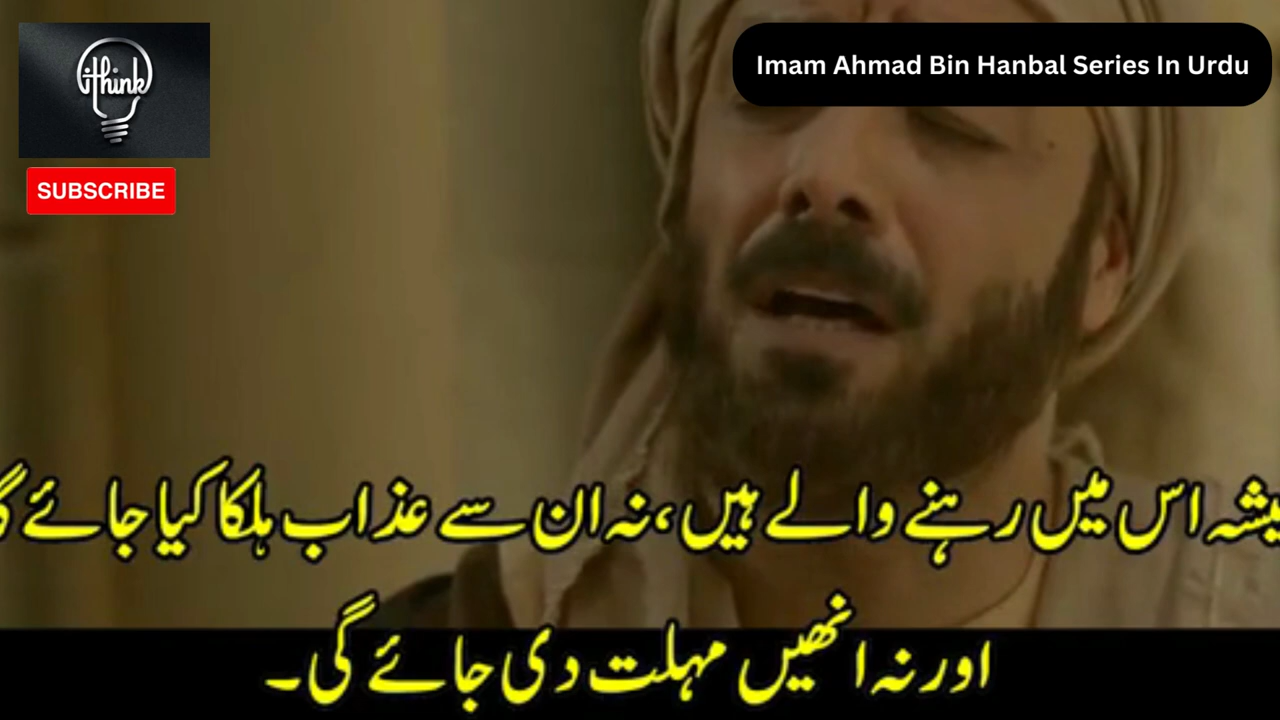 ithink
SUBSCRIBE
Imam Ahmad Bin Hanbal Series In Urdu
اس میں رہنے والے ہیں، نہ ان سے عذاب ہلکا کیا جائے
اور نہ انھیں مہلت دی جائے گی۔